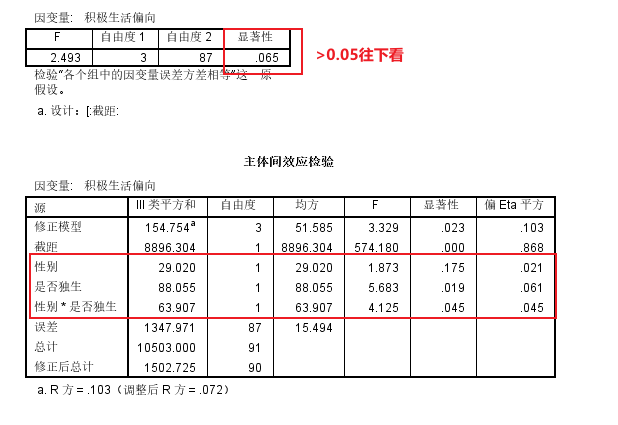 因变量: 积极生活偏向
F 自由度 1 自由度 2 显著性
2.493 3 87 .065
>0.05往下看
检验“各个组中的因变量误差方差相等”这一原
假设。
a. 设计：[:截距:
主体间效应检验
因变量: 积极生活偏向
源 III 类平方和 自由度 均方 F 显著性 偏 Eta 平方
修正模型 154.754a 3 51.585 3.329 .023 .103
截距 8896.304 1 8896.304 574.180 .000 .868
性别 29.020 1 29.020 1.873 .175 .021
是否独生 88.055 1 88.055 5.683 .019 .061
性别 * 是否独生 63.907 1 63.907 4.125 .045 .045
误差 1347.971 87 15.494
总计 10503.000 91
修正后总计 1502.725 90
a. R 方 = .103（调整后 R 方 = .072）